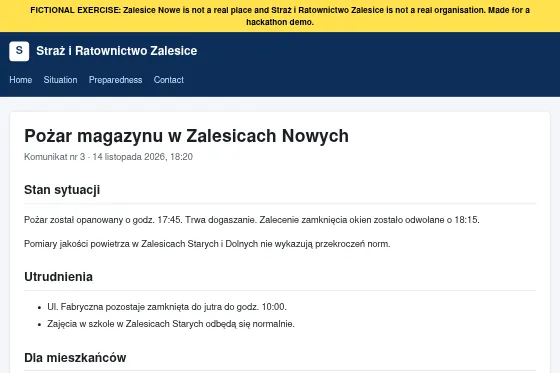 FICTIONAL EXERCISE: Zalesice Nowe is not a real place and Straż i Ratownictwo Zalesice is not a real organisation. Made for a
hackathon demo.
S Straż i Ratownictwo Zalesice
Home Situation Preparedness Contact
Pożar magazynu w Zalesicach Nowych
Komunikat nr 3 · 14 listopada 2026, 18:20
Stan sytuacji
Pożar został opanowany o godz. 17:45. Trwa dogaszanie. Zalecenie zamknięcia okien zostało odwołane o 18:15.
Pomiary jakości powietrza w Zalesicach Starych i Dolnych nie wykazują przekroczeń norm.
Utrudnienia
• Ul. Fabryczna pozostaje zamknięta do jutra do godz. 10:00.
• Zajęcia w szkole w Zalesicach Starych odbędą się normalnie.
Dla mieszkańców